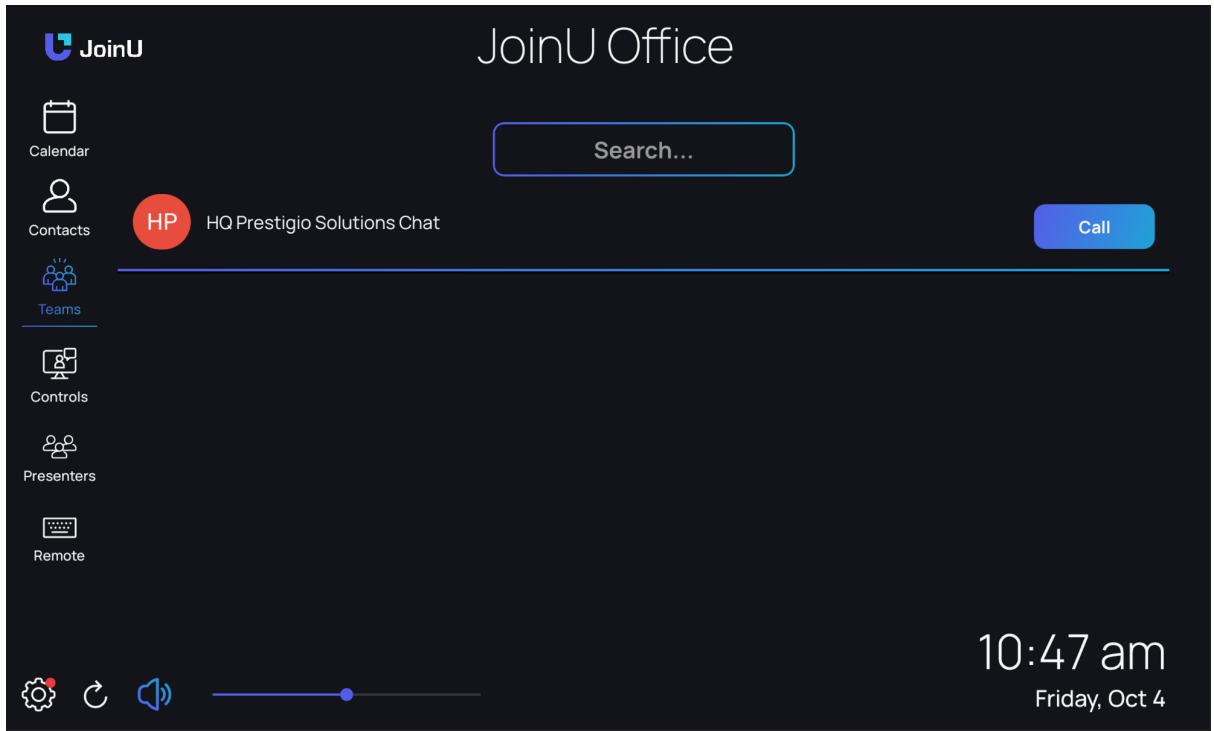 JoinU
JoinU Office
Calendar
Search...
Contacts
HP
HQ Prestigio Solutions Chat
Call
Teams
Controls
Presenters
Remote
10:47 am
Friday, Oct 4